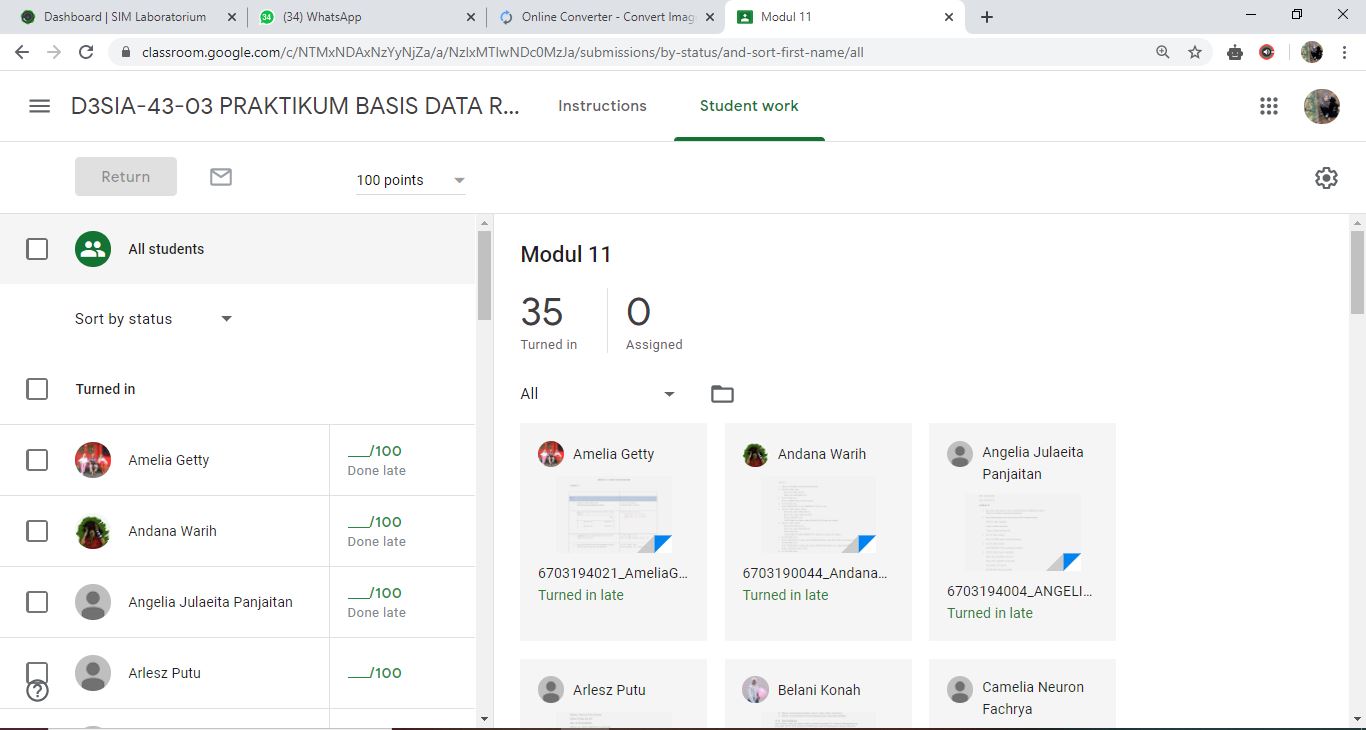 Dashboard | SIM Laboratorium
(34) WhatsApp
Online Converter - Convert Imag
Modul 11
classroom.google.com/c/NTMxNDAxNzYyNjZa/a/NzIxMTIwNDc0MzJa/submissions/by-status/and-sort-first-name/all
D3SIA-43-03 PRAKTIKUM BASIS DATA R...
Instructions
Student work
Return
100 points
All students
Sort by status
Turned in
Amelia Getty
___/100
Done late
Andana Warih
___/100
Done late
Angelia Julaeita Panjaitan
___/100
Done late
Arlesz Putu
___/100
Modul 11
35
Turned in
0
Assigned
All
Amelia Getty
6703194021_AmeliaG...
Turned in late
Andana Warih
6703190044_Andana...
Turned in late
Angelia Julaeita
Panjaitan
6703194004_ANGELI...
Turned in late
Arlesz Putu
Belani Konah
Camelia Neuron
Fachrya